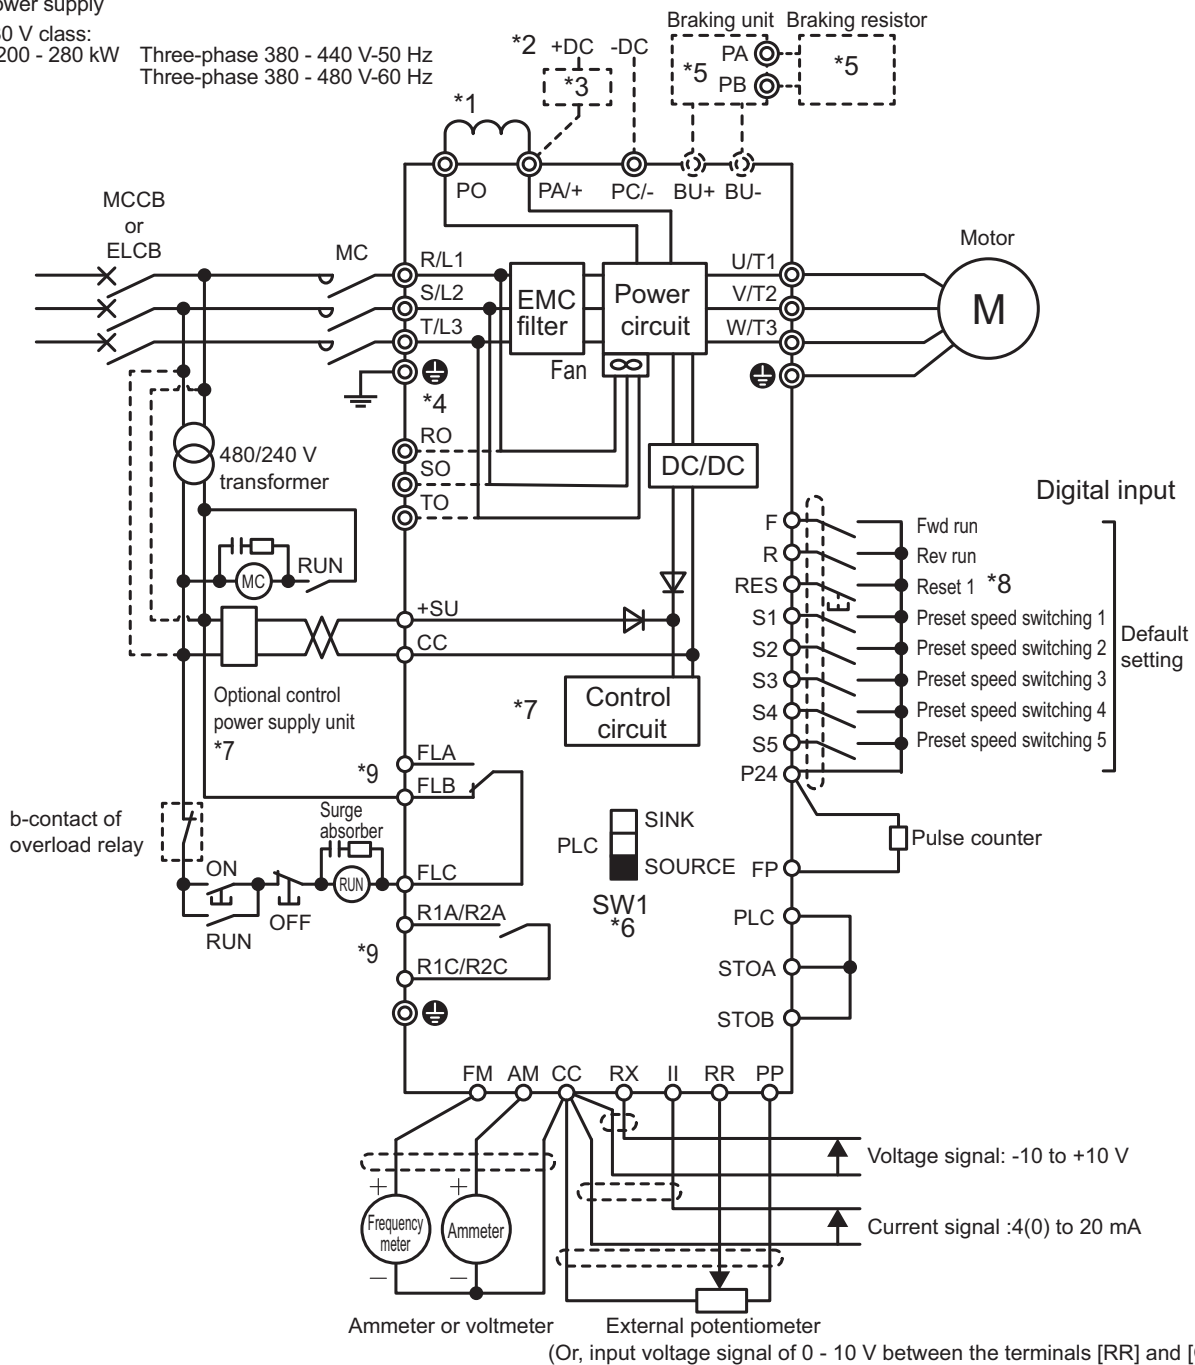 ower supply
0 V class:
200 - 280 kW Three-phase 380 - 440 V-50 Hz
Three-phase 380 - 480 V-60 Hz
Braking unit Braking resistor
*2 +DC -DC
*3
*5 PA
PB
*5
*1
PO PA/+ PC/- BU+ BU-
MCCB
or
ELCB
MC
R/L1
S/L2
T/L3
EMC
filter
Power
circuit
Fan
U/T1
V/T2
W/T3
Motor
M
*4
RO
SO
TO
480/240 V
transformer
DC/DC
MC
RUN
+SU
CC
Optional control
power supply unit
*7
*7
Control
circuit
Digital input
F Fwd run
R Rev run
RES Reset 1 *8
S1 Preset speed switching 1
S2 Preset speed switching 2
S3 Preset speed switching 3
S4 Preset speed switching 4
S5 Preset speed switching 5
P24
Default
setting
*9
FLA
FLB
FLC
b-contact of
overload relay
Surge
absorber
ON
RUN
OFF
RUN
SINK
PLC
SOURCE
SW1
*6
FP
Pulse counter
R1A/R2A
*9
R1C/R2C
PLC
STOA
STOB
FM AM CC RX II RR PP
Voltage signal: -10 to +10 V
Current signal :4(0) to 20 mA
+ +
Frequency
meter
Ammeter
— —
Ammeter or voltmeter
External potentiometer
(Or, input voltage signal of 0 - 10 V between the terminals [RR] and [